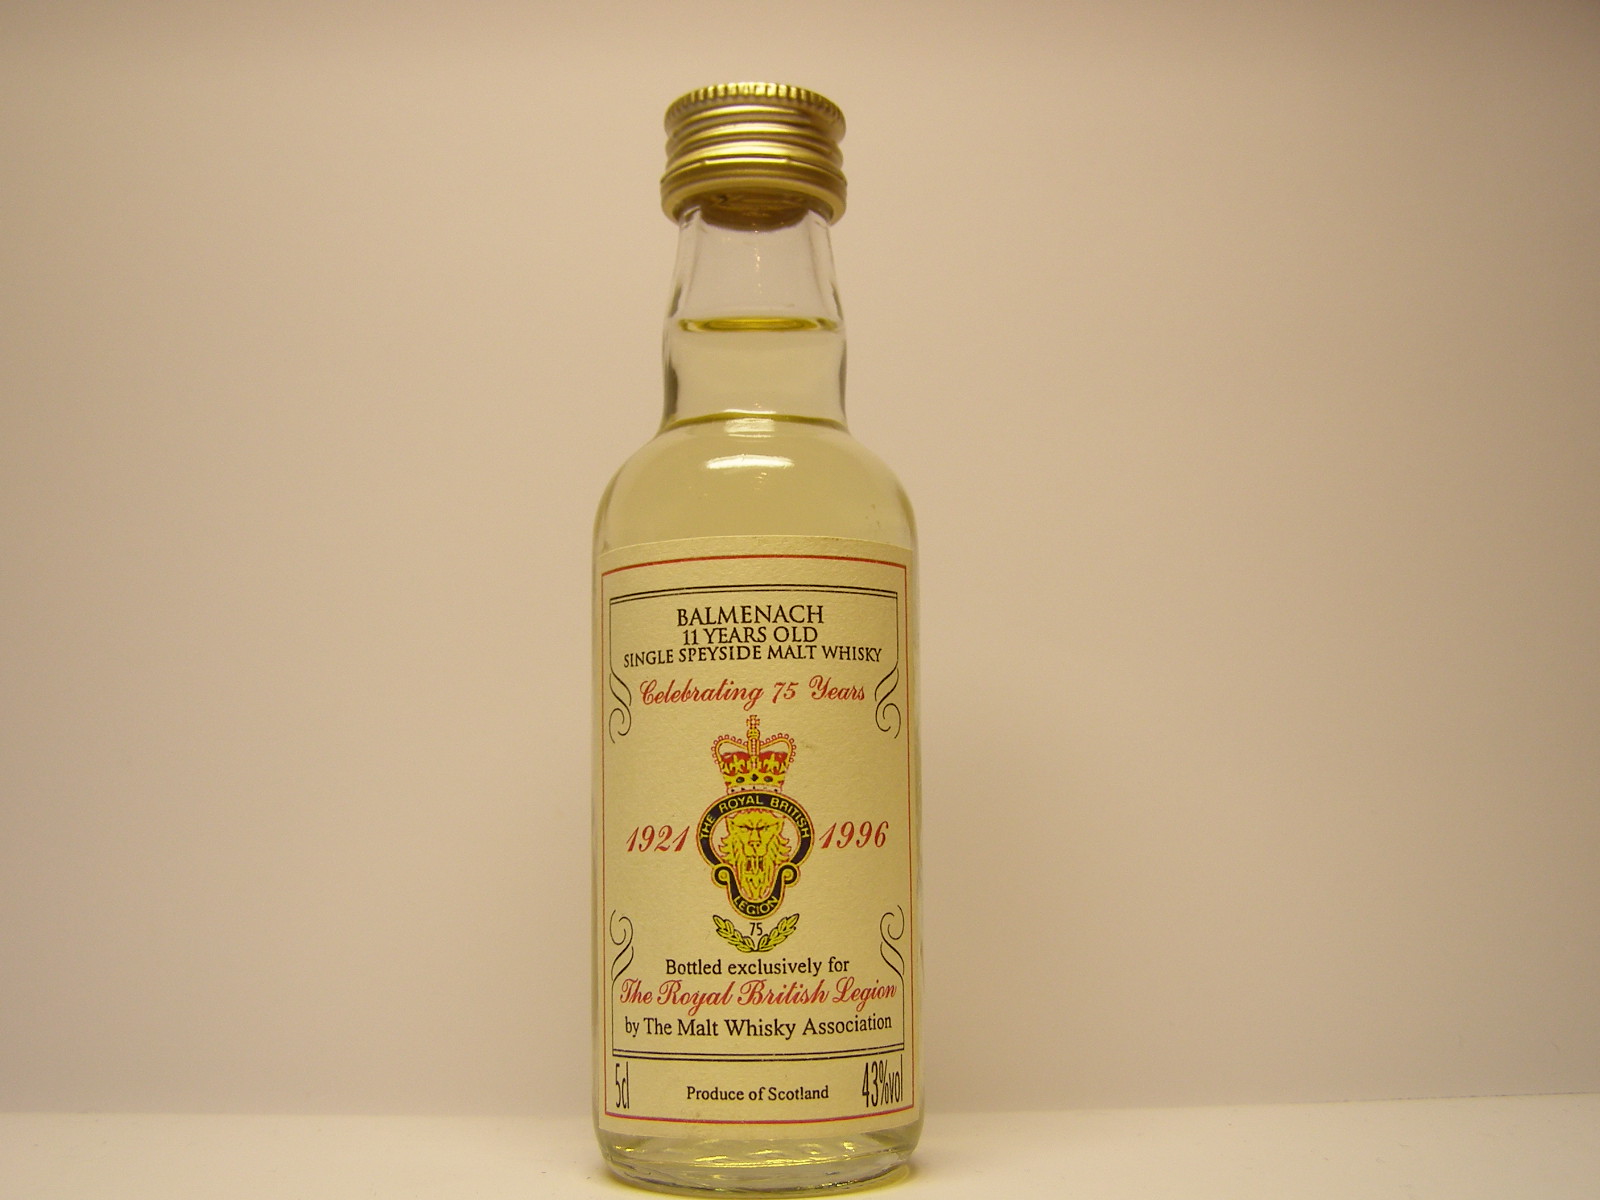 BALMENACH
11 YEARS OLD
SINGLE SPEYSIDE MALT WHISKY
Celebrating 75 Years
THE ROYAL BRITISH
1921 1996
LEGION
75
Bottled exclusively for
The Royal British Legion
by The Malt Whisky Association
5cl Produce of Scotland 43%vol